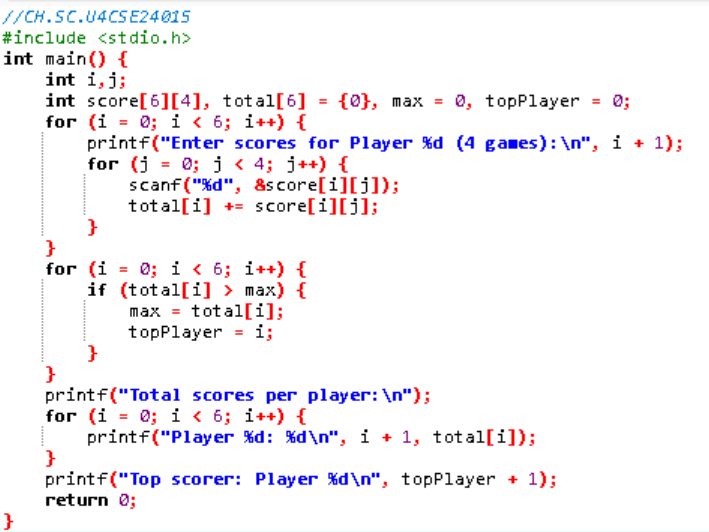 //CH.SC.U4CSE24015
#include <stdio.h>
int main() {
    int i,j;
    int score[6][4], total[6] = {0}, max = 0, topPlayer = 0;
    for (i = 0; i < 6; i++) {
        printf("Enter scores for Player %d (4 games):\n", i + 1);
        for (j = 0; j < 4; j++) {
            scanf("%d", &score[i][j]);
            total[i] += score[i][j];
        }
    }
    for (i = 0; i < 6; i++) {
        if (total[i] > max) {
            max = total[i];
            topPlayer = i;
        }
    }
    printf("Total scores per player:\n");
    for (i = 0; i < 6; i++) {
        printf("Player %d: %d\n", i + 1, total[i]);
    }
    printf("Top scorer: Player %d\n", topPlayer + 1);
    return 0;
}